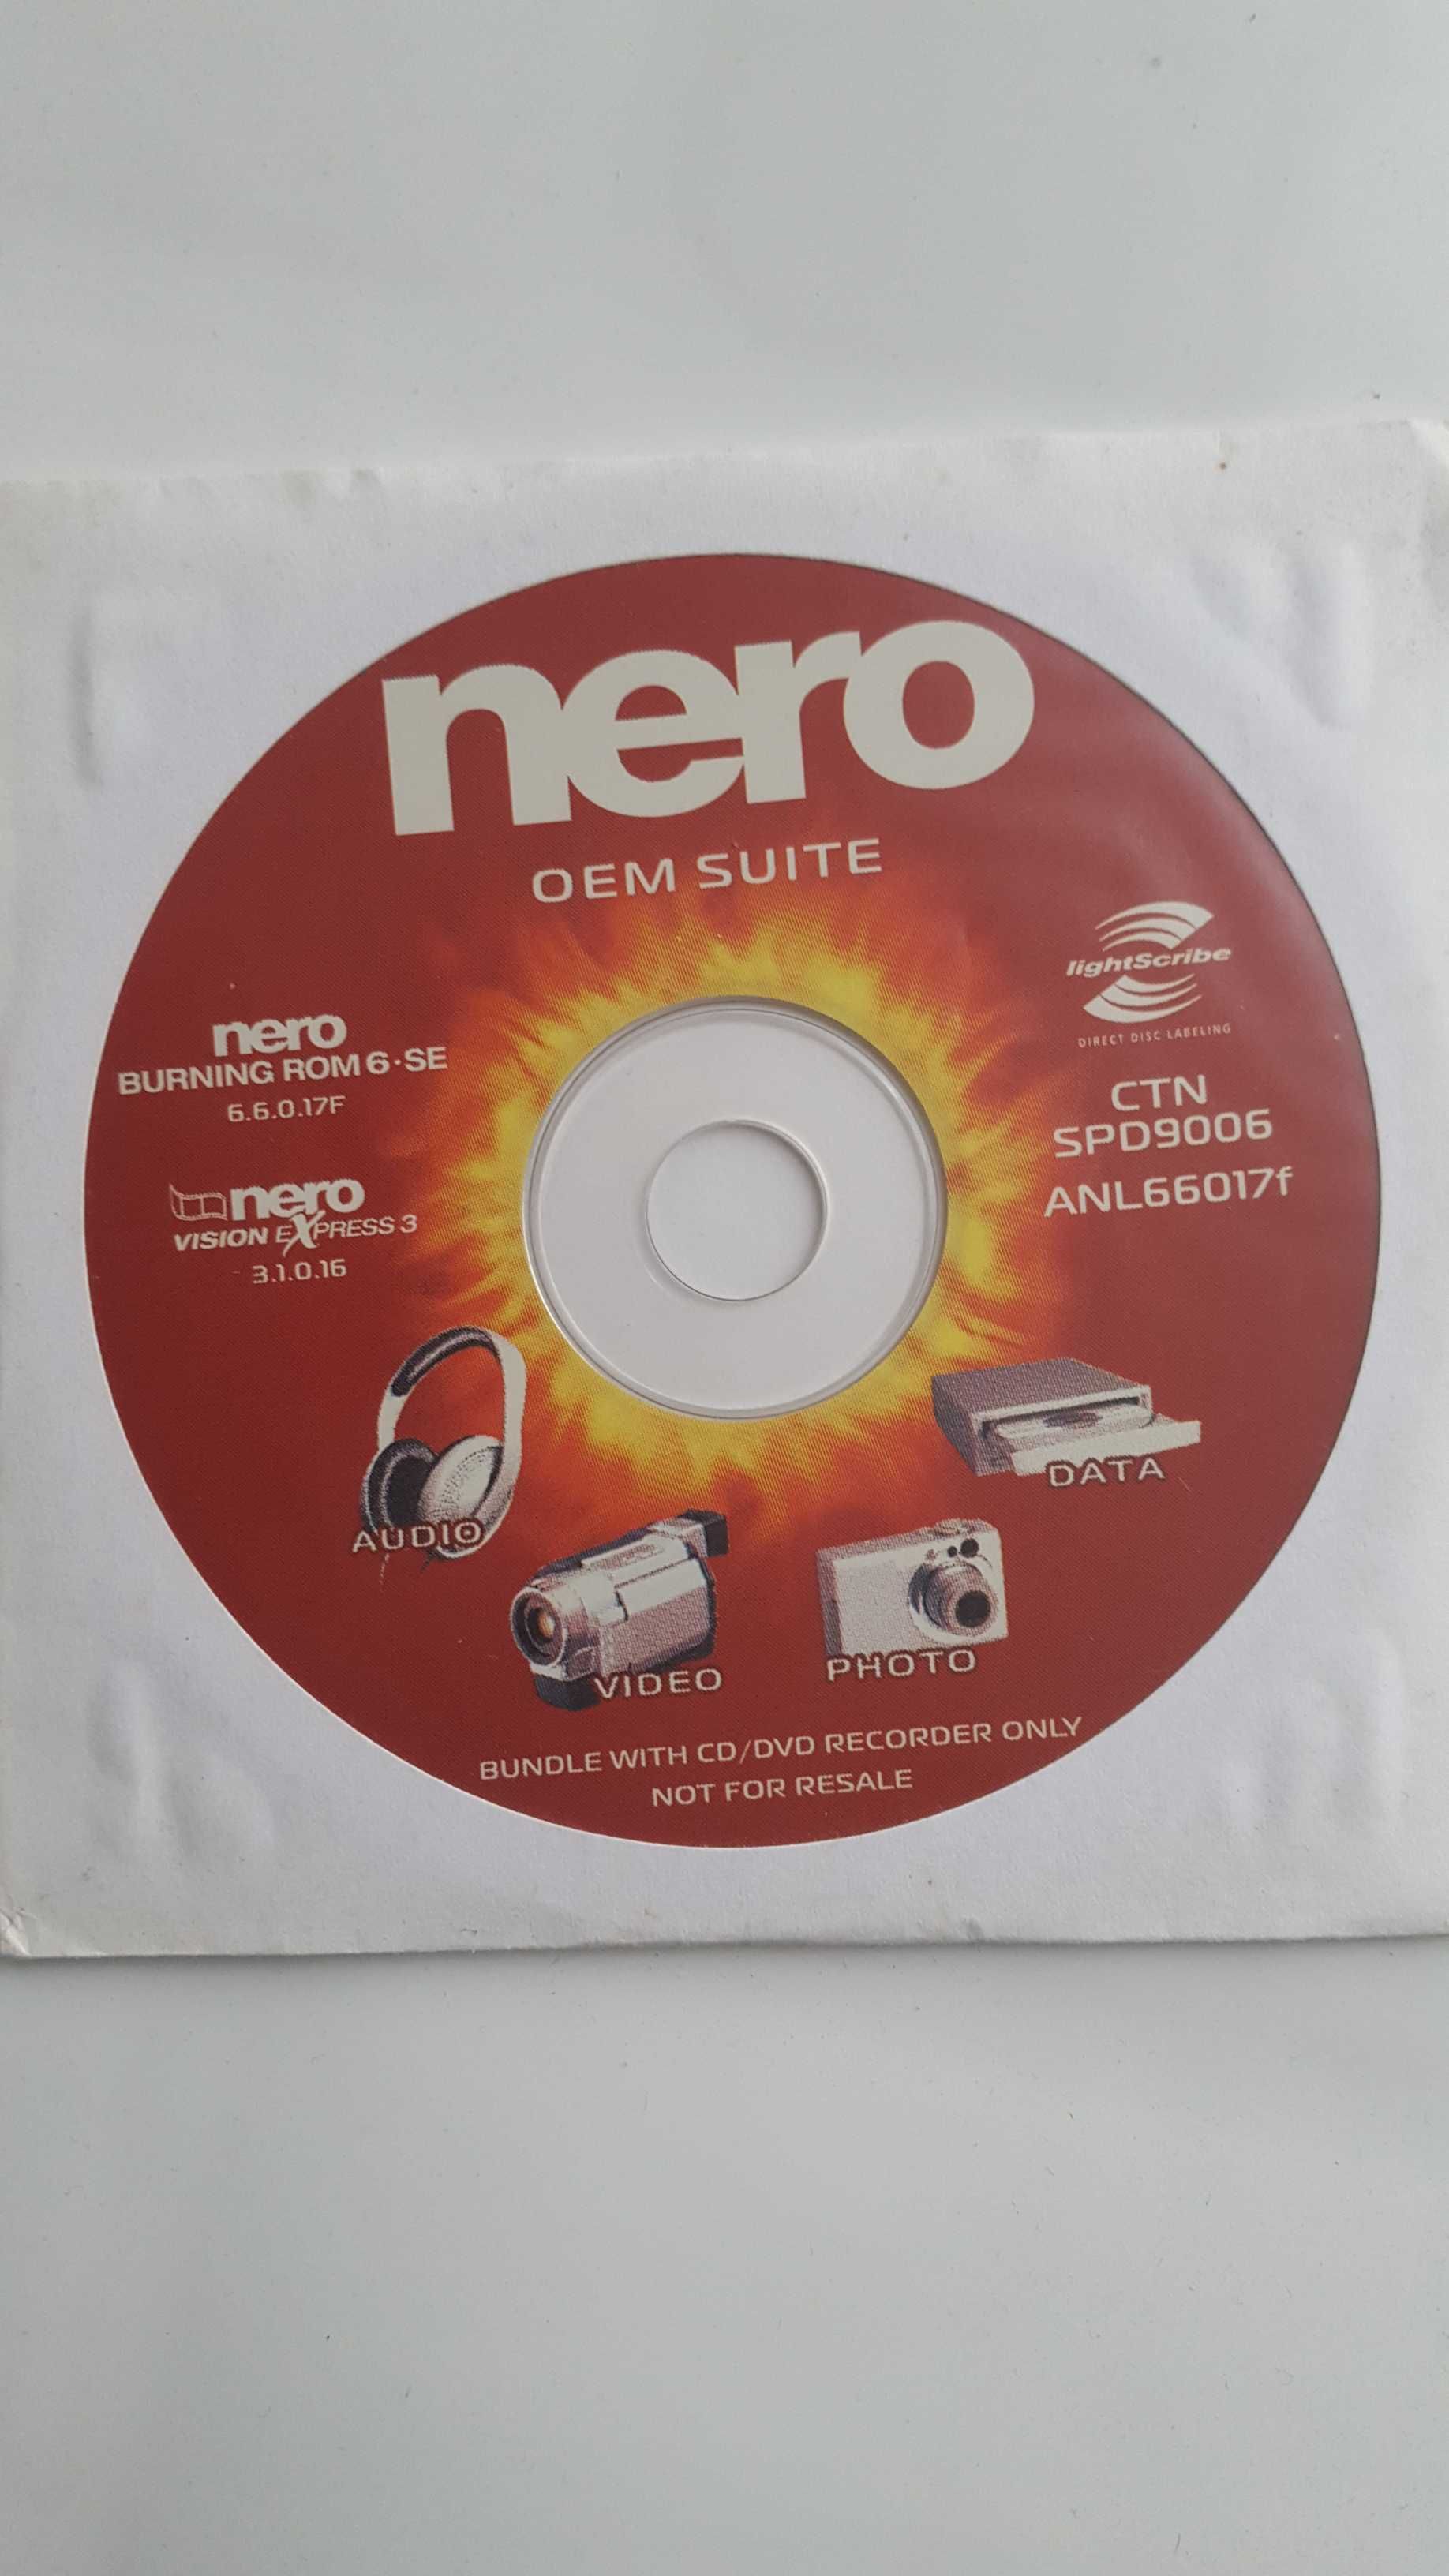 nero
OEM SUITE
lightScribe
DIRECT DISC LABELING
nero
BURNING ROM 6·SE
6.6.0.17F
CTN
SPD9006
ANL66017f
nero
VISION EXPRESS 3
3.1.0.16
DATA
AUDIO
VIDEO
PHOTO
BUNDLE WITH CD/DVD RECORDER ONLY
NOT FOR RESALE